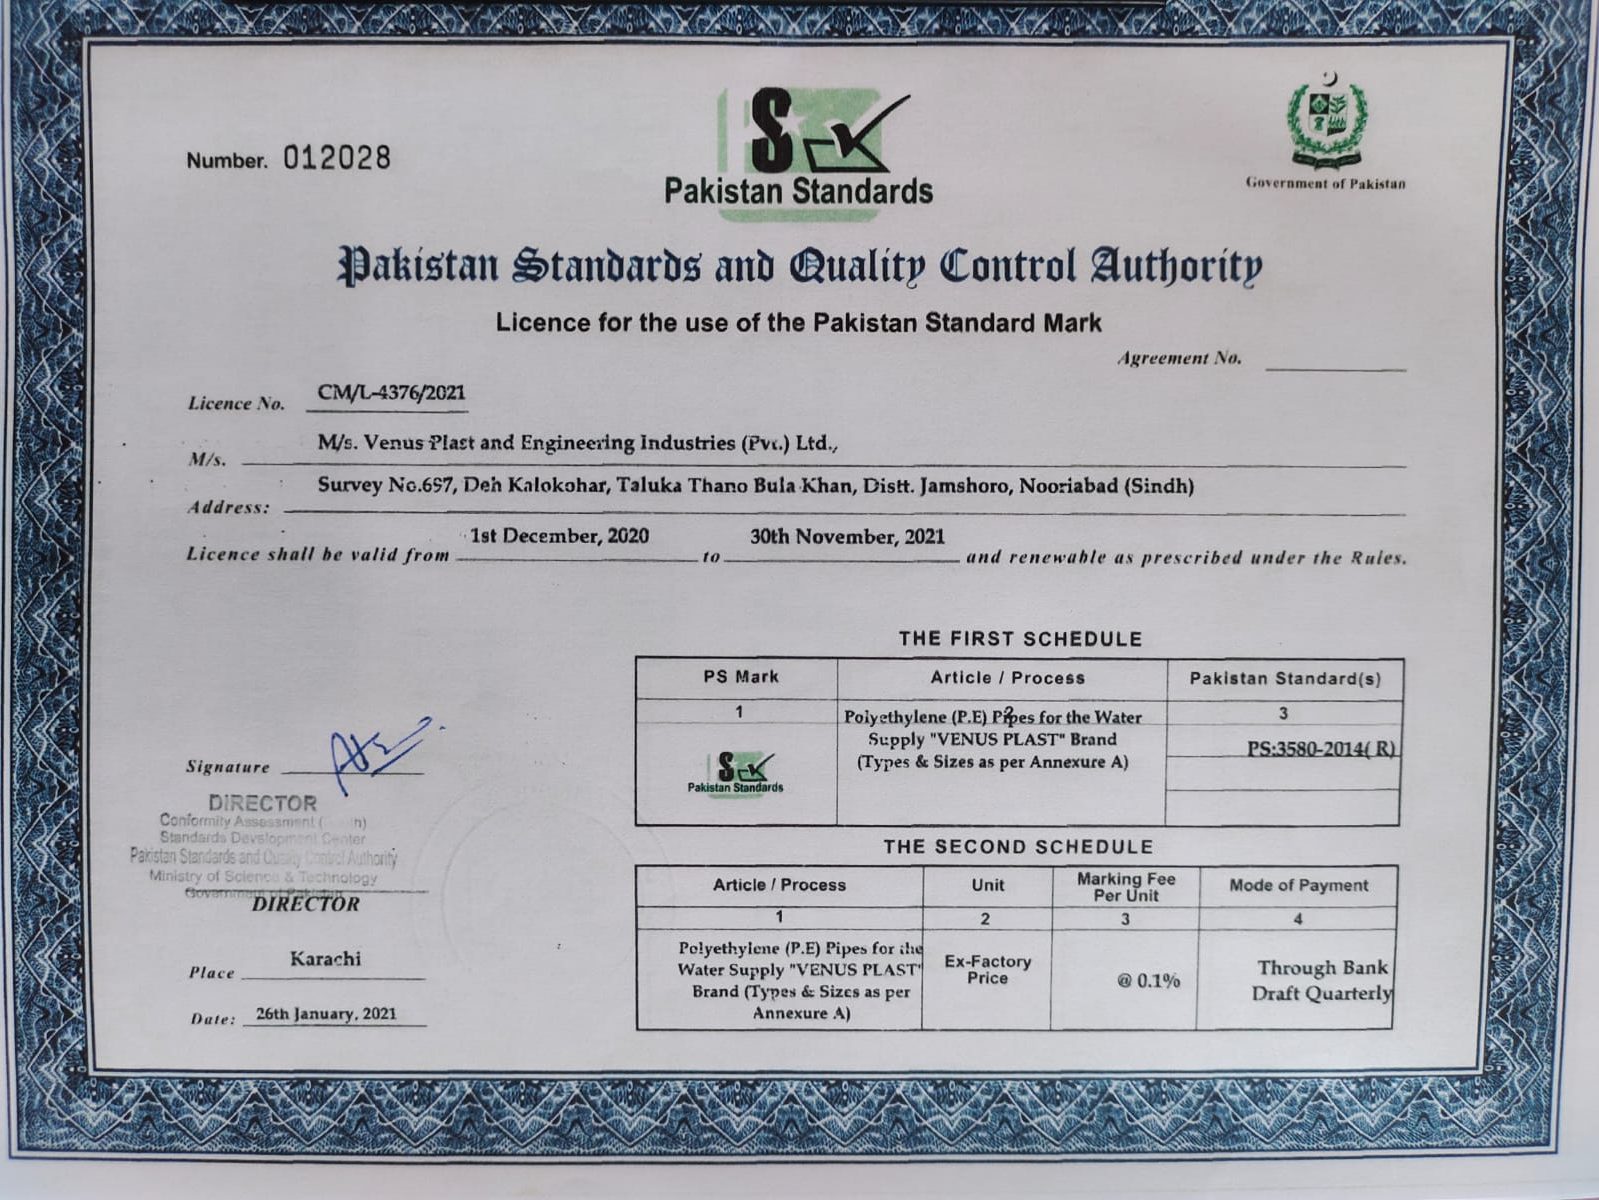 Number. 012028
S
Pakistan Standards
Government of Pakistan
Pakistan Standards and Quality Control Authority
Licence for the use of the Pakistan Standard Mark
Agreement No.
Licence No. CM/L-4376/2021
M/s. M/s. Venus Plast and Engineering Industries (Pvt.) Ltd.,
Address: Survey No.697, Deh Kalokohar, Taluka Thano Bula Khan, Distt. Jamshoro, Nooriabad (Sindh)
Licence shall be valid from 1st December, 2020 to 30th November, 2021 and renewable as prescribed under the Rules.
THE FIRST SCHEDULE
PS Mark Article / Process Pakistan Standard(s)
1 2 3
Polyethylene (P.E) Pipes for the Water
Supply "VENUS PLAST" Brand
(Types & Sizes as per Annexure A)
PS:3580-2014( R)
S
Pakistan Standards
Signature
DIRECTOR
Conformity Assessment
Standards Development Center
Pakistan Standards and Quality Control Authority
Ministry of Science & Technology
Government of Pakistan
DIRECTOR
Place Karachi
Date: 26th January, 2021
THE SECOND SCHEDULE
Article / Process Unit Marking Fee Per Unit Mode of Payment
1 2 3 4
Polyethylene (P.E) Pipes for the
Water Supply "VENUS PLAST"
Brand (Types & Sizes as per
Annexure A)
Ex-Factory
Price
@ 0.1%
Through Bank
Draft Quarterly